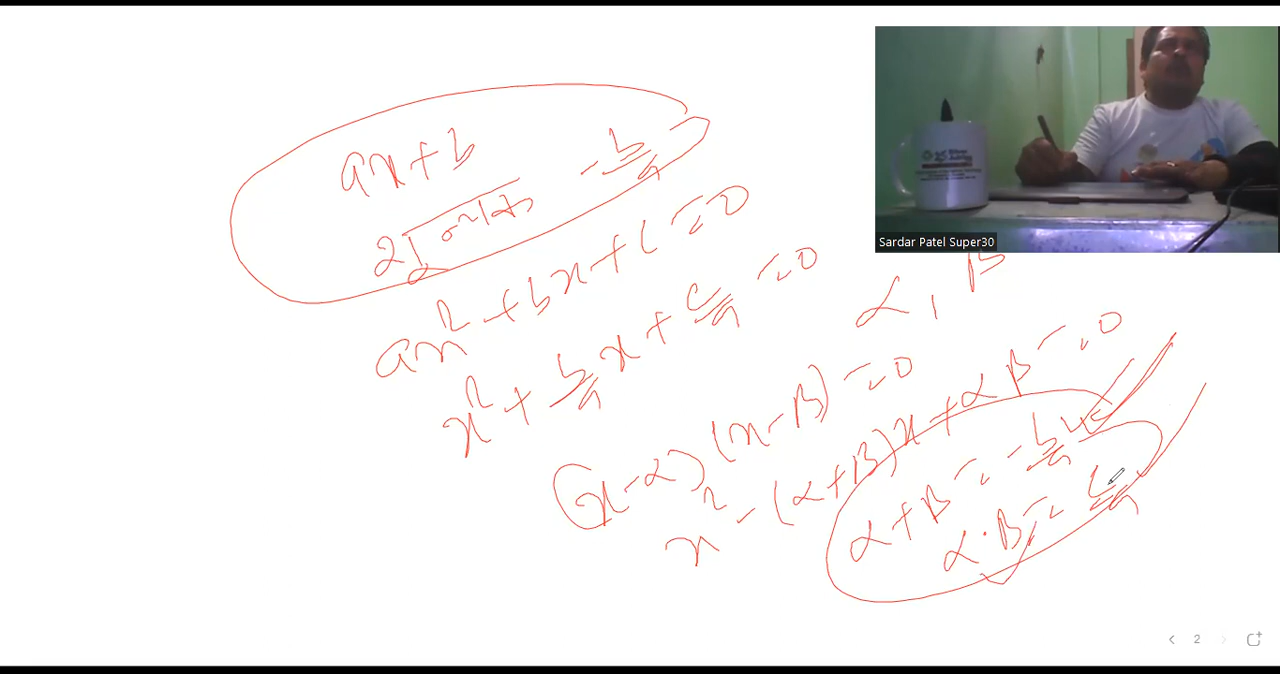 ax + b
- b/a
ax² + bx + c = 0
x² + b/a x + c/a = 0
α, β
(x - α) (x - β) = 0
x² - (α + β)x + αβ = 0
α + β = - b/a
α · β = c/a
Sardar Patel Super30
2